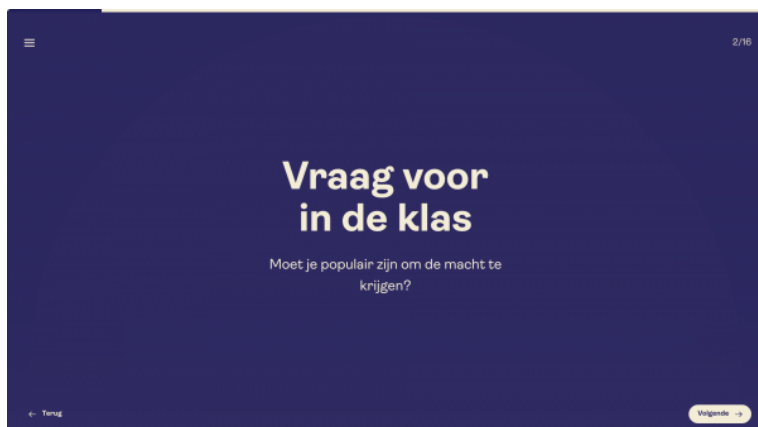 2/16
Vraag voor
in de klas
Moet je populair zijn om de macht te
krijgen?
← Terug
Volgende →